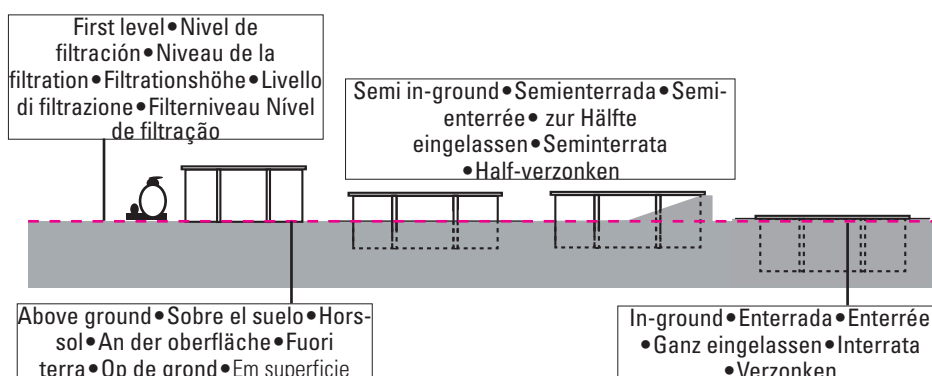 First level●Nivel de
filtración●Niveau de la
filtration●Filtrationshöhe●Livello
di filtrazione●Filterniveau Nível
de filtração
Semi in-ground●Semienterrada●Semi-
enterrée● zur Hälfte
eingelassen●Seminterrata
●Half-verzonken
Above ground●Sobre el suelo●Hors-
sol●An der oberfläche●Fuori
terra●Op de grond●Em superficie
In-ground●Enterrada●Enterrée
●Ganz eingelassen●Interrata
●Verzonken